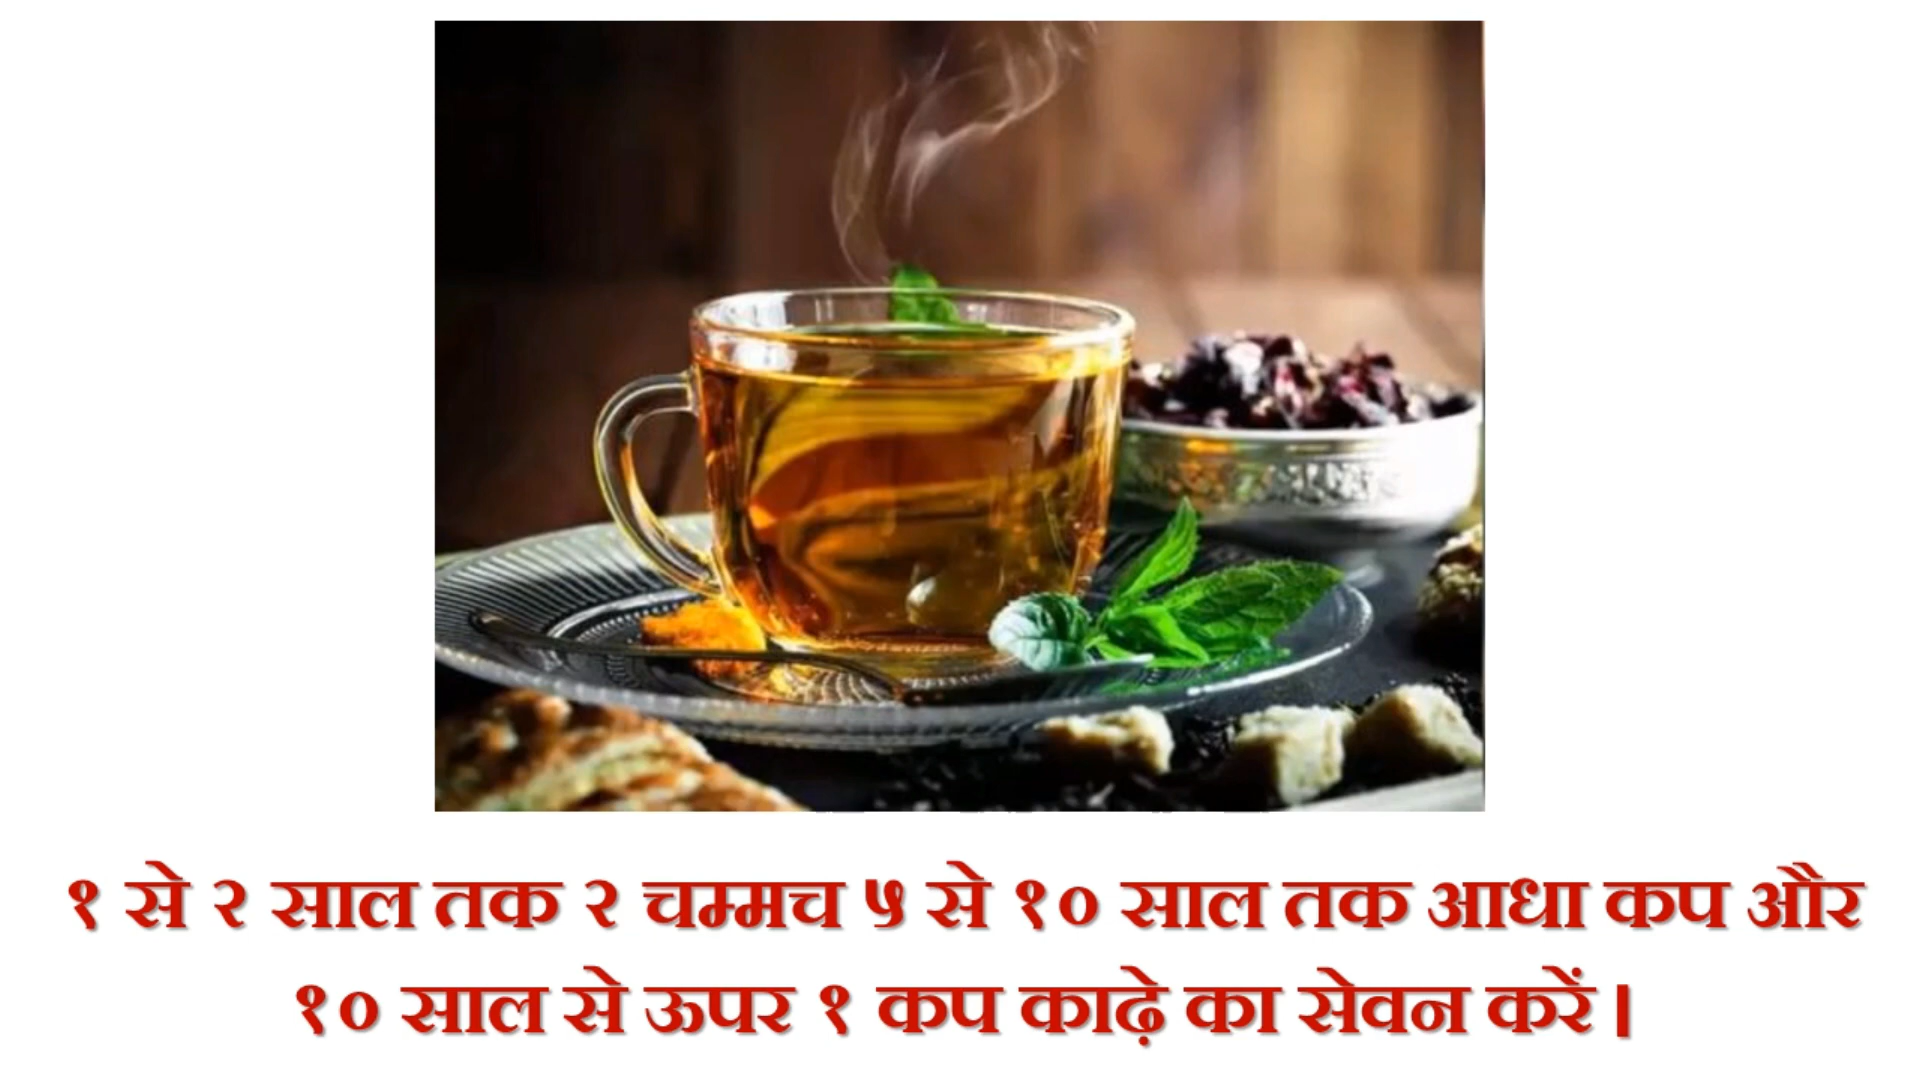 १ से २ साल तक २ चम्मच ५ से १० साल तक आधा कप और
१० साल से ऊपर १ कप काढ़े का सेवन करें।